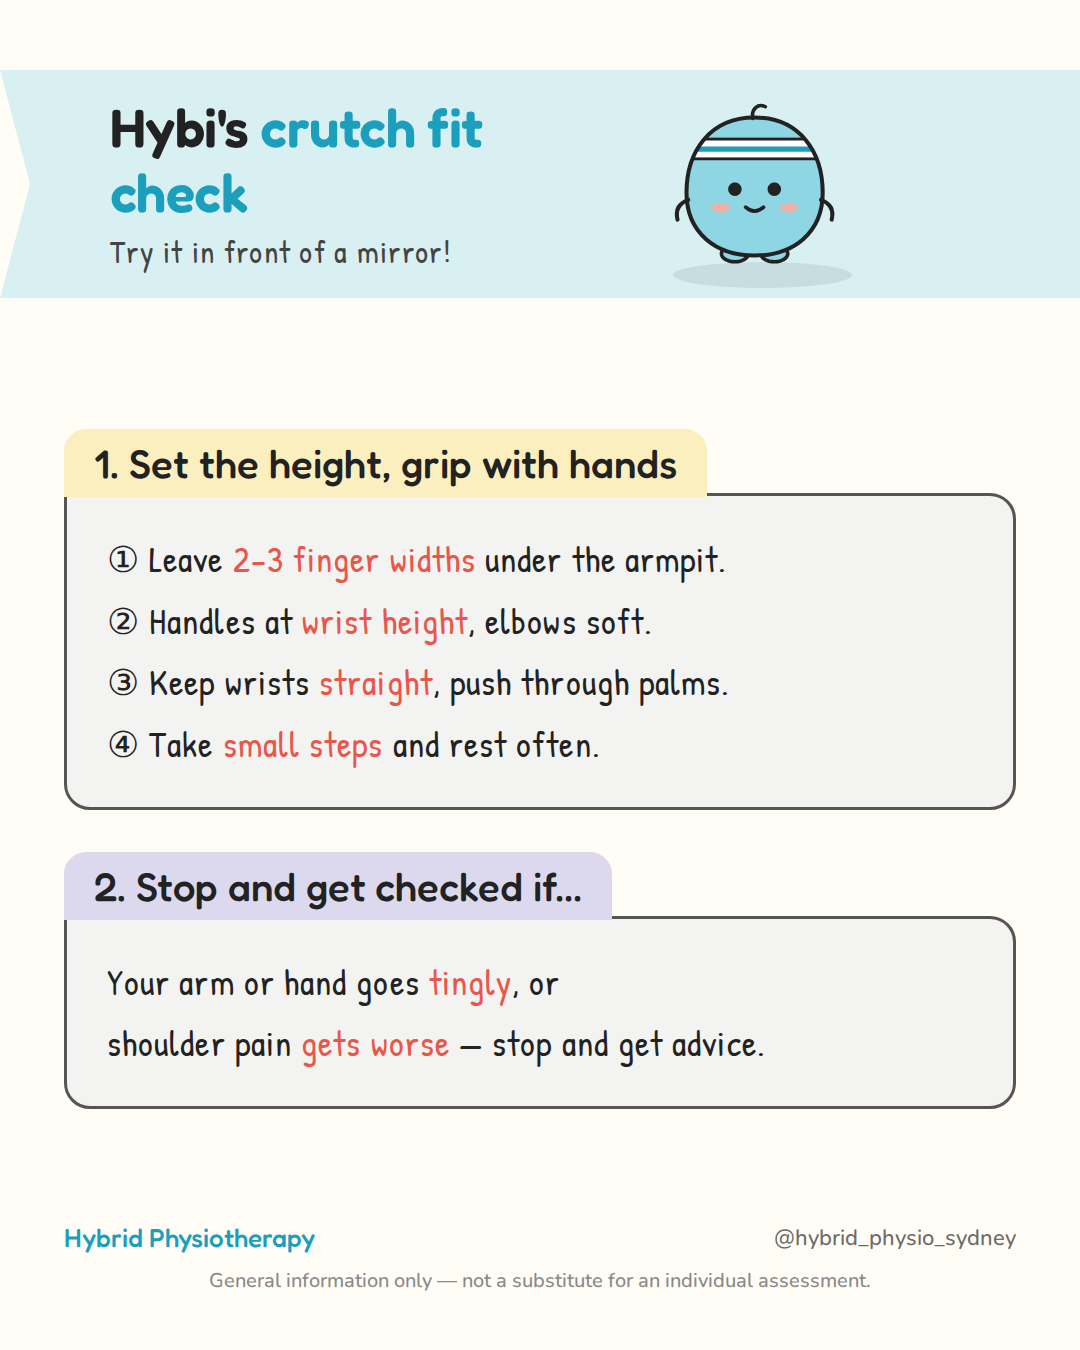 Hybi's crutch fit
check
Try it in front of a mirror!
1. Set the height, grip with hands
① Leave 2–3 finger widths under the armpit.
② Handles at wrist height, elbows soft.
③ Keep wrists straight, push through palms.
④ Take small steps and rest often.
2. Stop and get checked if...
Your arm or hand goes tingly, or
shoulder pain gets worse — stop and get advice.
Hybrid Physiotherapy
@hybrid_physio_sydney
General information only — not a substitute for an individual assessment.